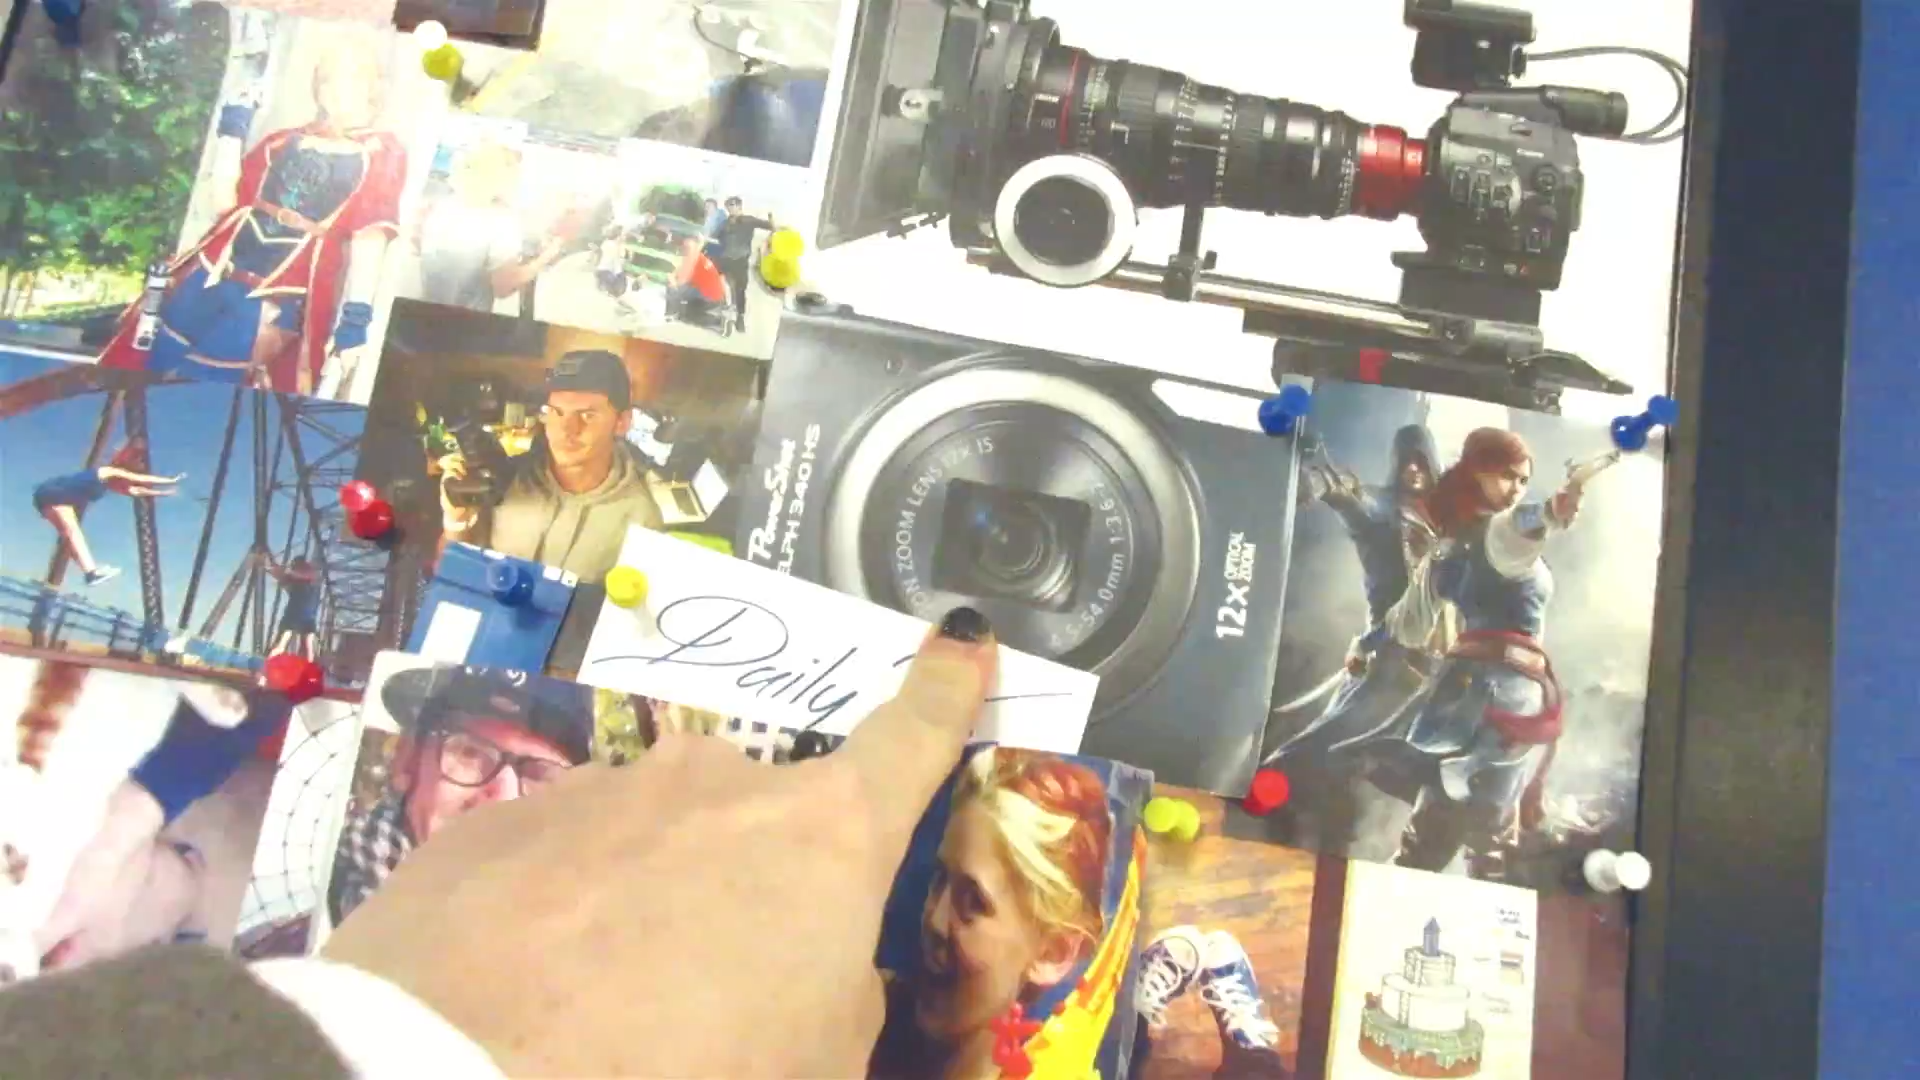 PowerShot
ELPH 340 HS
ZOOM LENS 12x IS
4.5-54.0mm 1:3.6-7
12x OPTICAL ZOOM
Daily